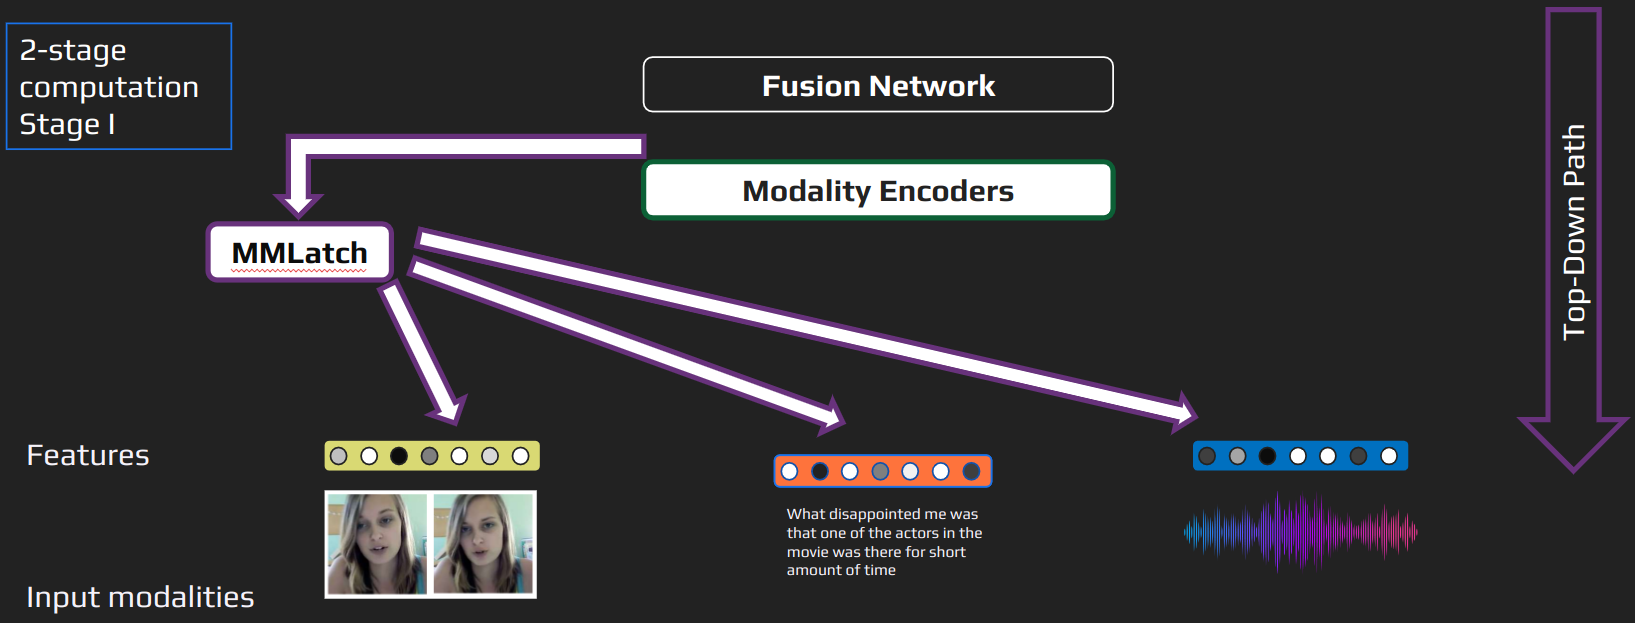 2-stage
computation
Stage I
Fusion Network
Modality Encoders
MMLatch
Top-Down Path
Features
What disappointed me was
that one of the actors in the
movie was there for short
amount of time
Input modalities